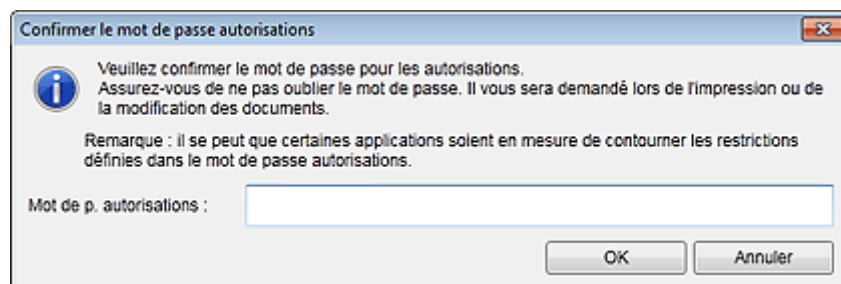 Confirmer le mot de passe autorisations
Veuillez confirmer le mot de passe pour les autorisations.
Assurez-vous de ne pas oublier le mot de passe. Il vous sera demandé lors de l'impression ou de
la modification des documents.
Remarque : il se peut que certaines applications soient en mesure de contourner les restrictions
définies dans le mot de passe autorisations.
Mot de p. autorisations :
OK
Annuler